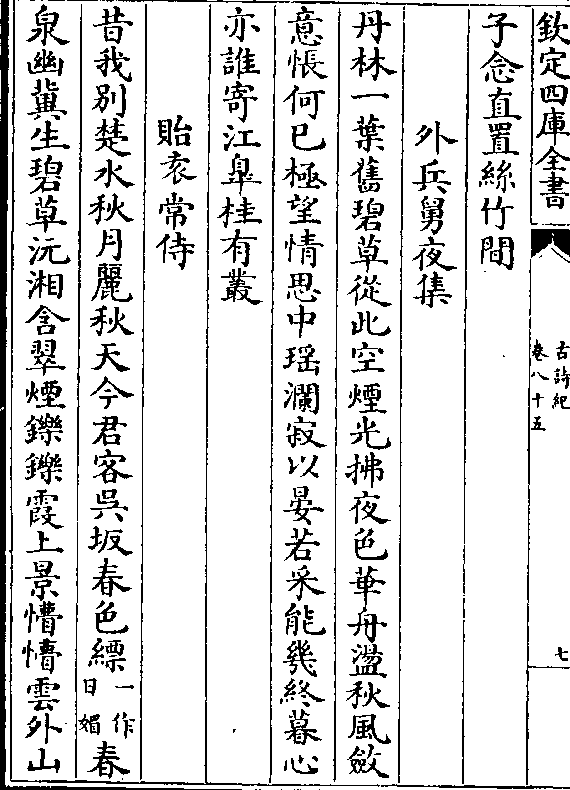 欽定四庫全書
古詩紀
卷八十五
七
子念直置絲竹間
外兵舅夜集
丹林一葉舊碧草從此空煙光拂夜色華舟盪秋風斂
意悵何已極望情思中瑶瀾寂以晏若采能幾終暮心
亦誰寄江臯桂有叢
貽袁常侍
昔我别楚水秋月麗秋天今君客吳坂春色縹一作日媚春
泉幽冀生碧草沅湘含翠煙鑠鑠霞上景懵懵雲外山